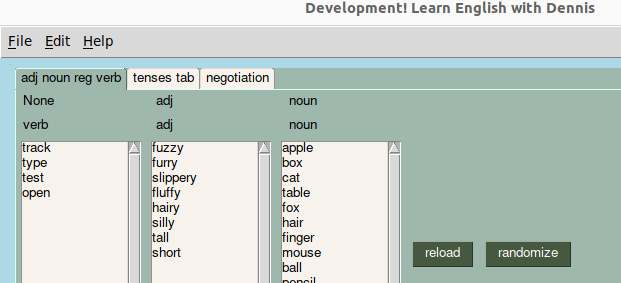 Development! Learn English with Dennis
File Edit Help
adj noun reg verb tenses tab negotiation
None adj noun
verb adj noun
track fuzzy apple
type furry box
test slippery cat
open fluffy table
hairy fox
silly hair
tall finger
short mouse
reload randomize
ball
pencil